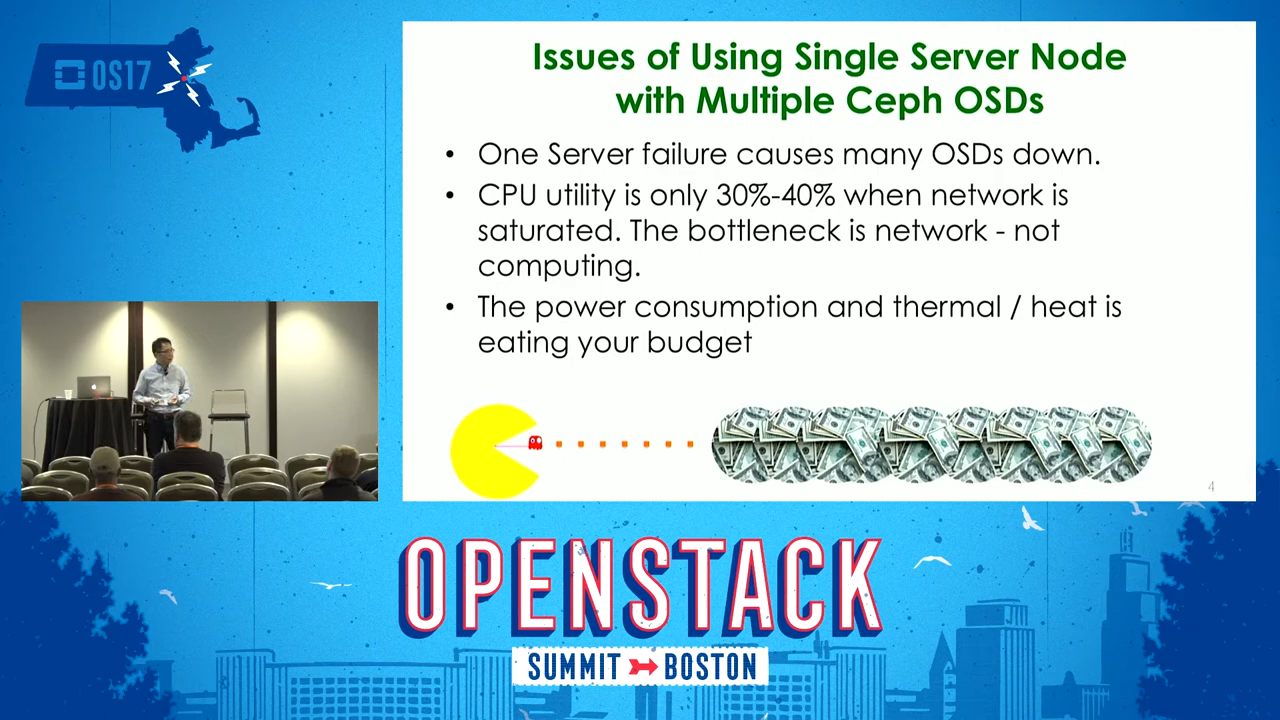 OS17
Issues of Using Single Server Node
with Multiple Ceph OSDs
• One Server failure causes many OSDs down.
• CPU utility is only 30%-40% when network is
saturated. The bottleneck is network - not
computing.
• The power consumption and thermal / heat is
eating your budget
4
OPENSTACK
SUMMIT BOSTON